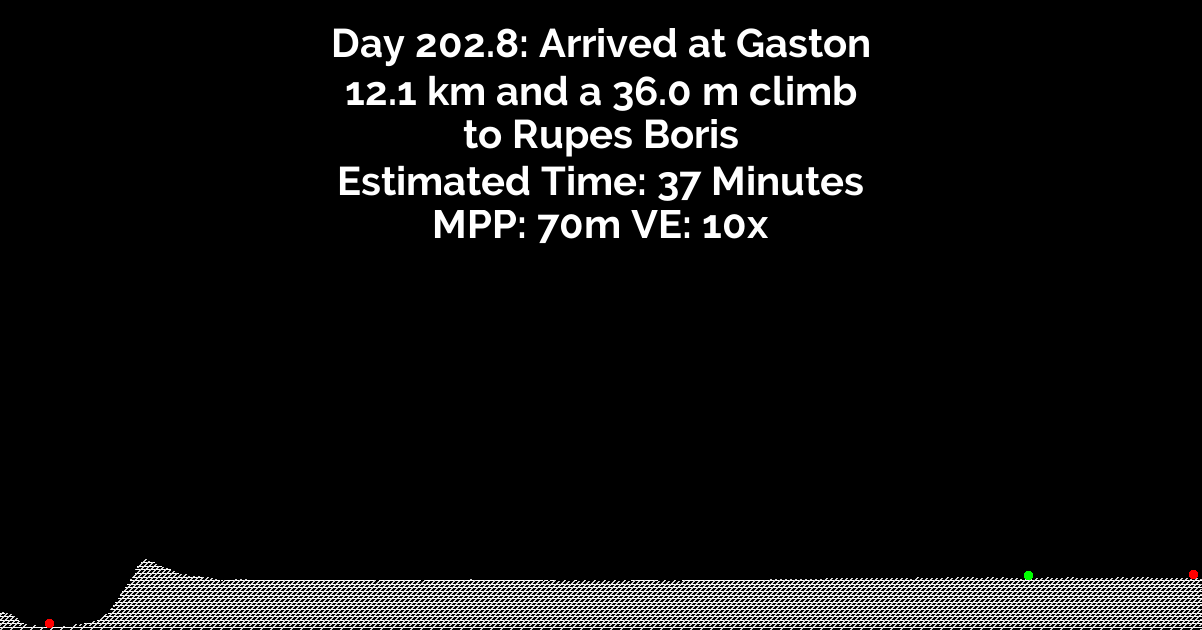 Day 202.8: Arrived at Gaston
12.1 km and a 36.0 m climb
to Rupes Boris
Estimated Time: 37 Minutes
MPP: 70m VE: 10x